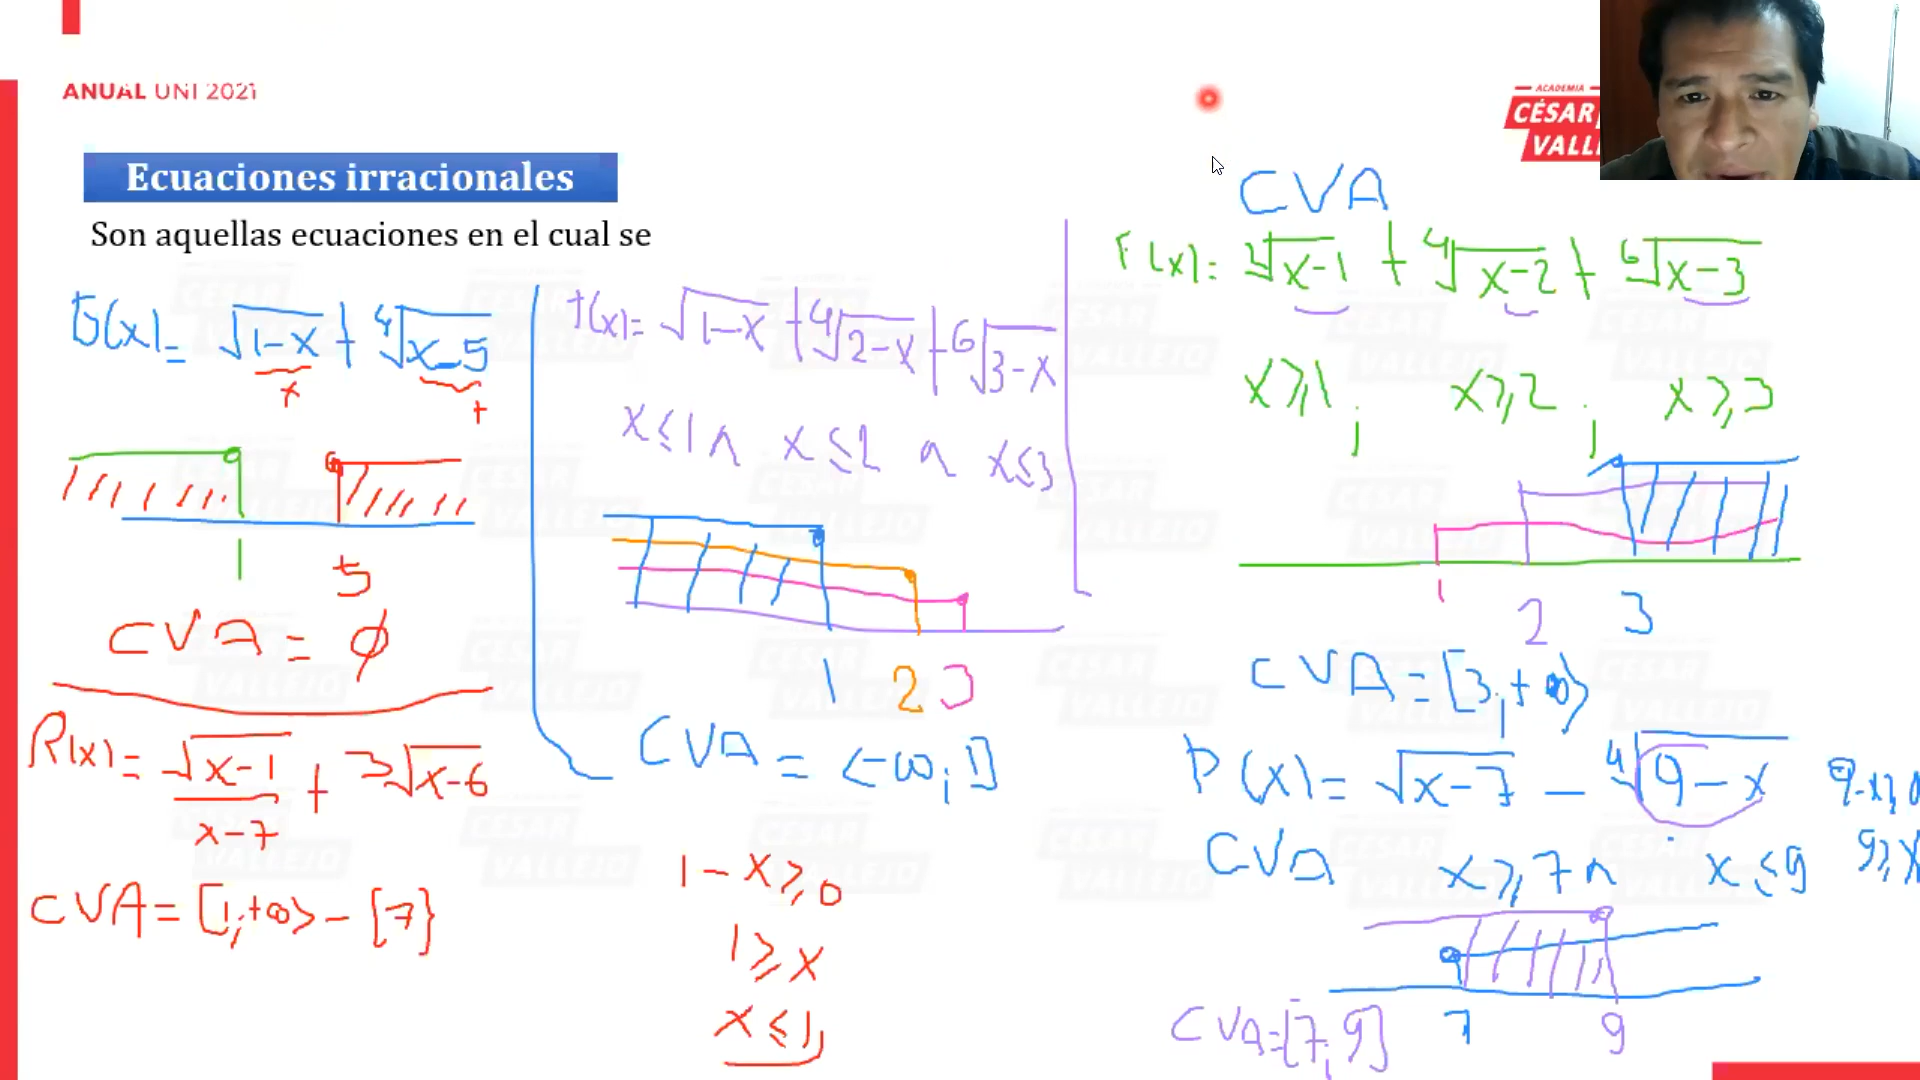 ANUAL UNI 2021
ACADEMIA
CÉSAR
VALL
Ecuaciones irracionales
Son aquellas ecuaciones en el cual se
G(x) = √(1-x) + ⁴√(x-5)
+
+
1 5
CVA = ϕ
R(x) = √(x-1)/(x-7) + ³√(x-6)
CVA = [1,+∞> - {7}
f(x) = √(1-x) + ⁴√(2-x) + ⁶√(3-x)
x≤1 ∧ x≤2 ∧ x≤3
1 2 3
CVA = <-∞; 1]
1-x≥0
1≥x
x≤1
CVA
F(x) = √(x-1) + ⁴√(x-2) + ⁶√(x-3)
x≥1 ; x≥2 ; x≥3
1 2 3
CVA = [3;+∞>
P(x) = √(x-7) - ⁴√(9-x)
9-x≥0
9≥x
CVA x≥7 ∧ x≤9
7 9
CVA=[7;9]